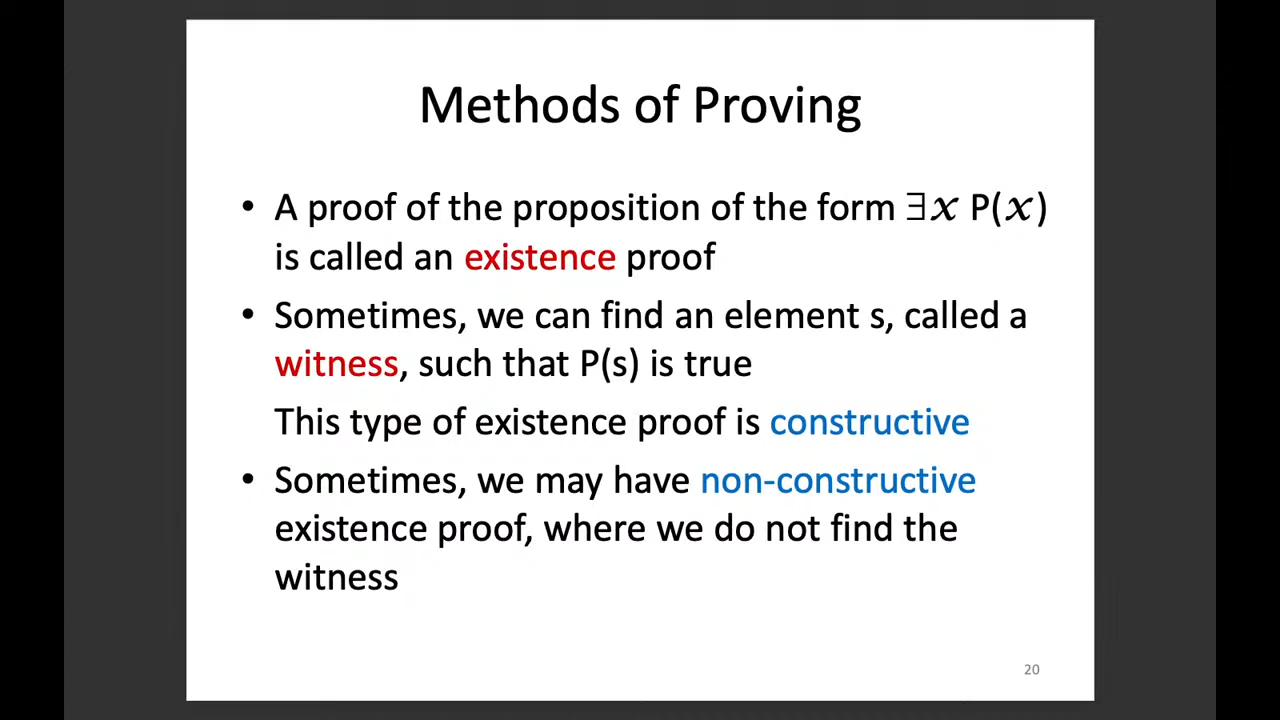 Methods of Proving
• A proof of the proposition of the form ∃𝑥 P(𝑥)
is called an existence proof
• Sometimes, we can find an element s, called a
witness, such that P(s) is true
This type of existence proof is constructive
• Sometimes, we may have non-constructive
existence proof, where we do not find the
witness
20